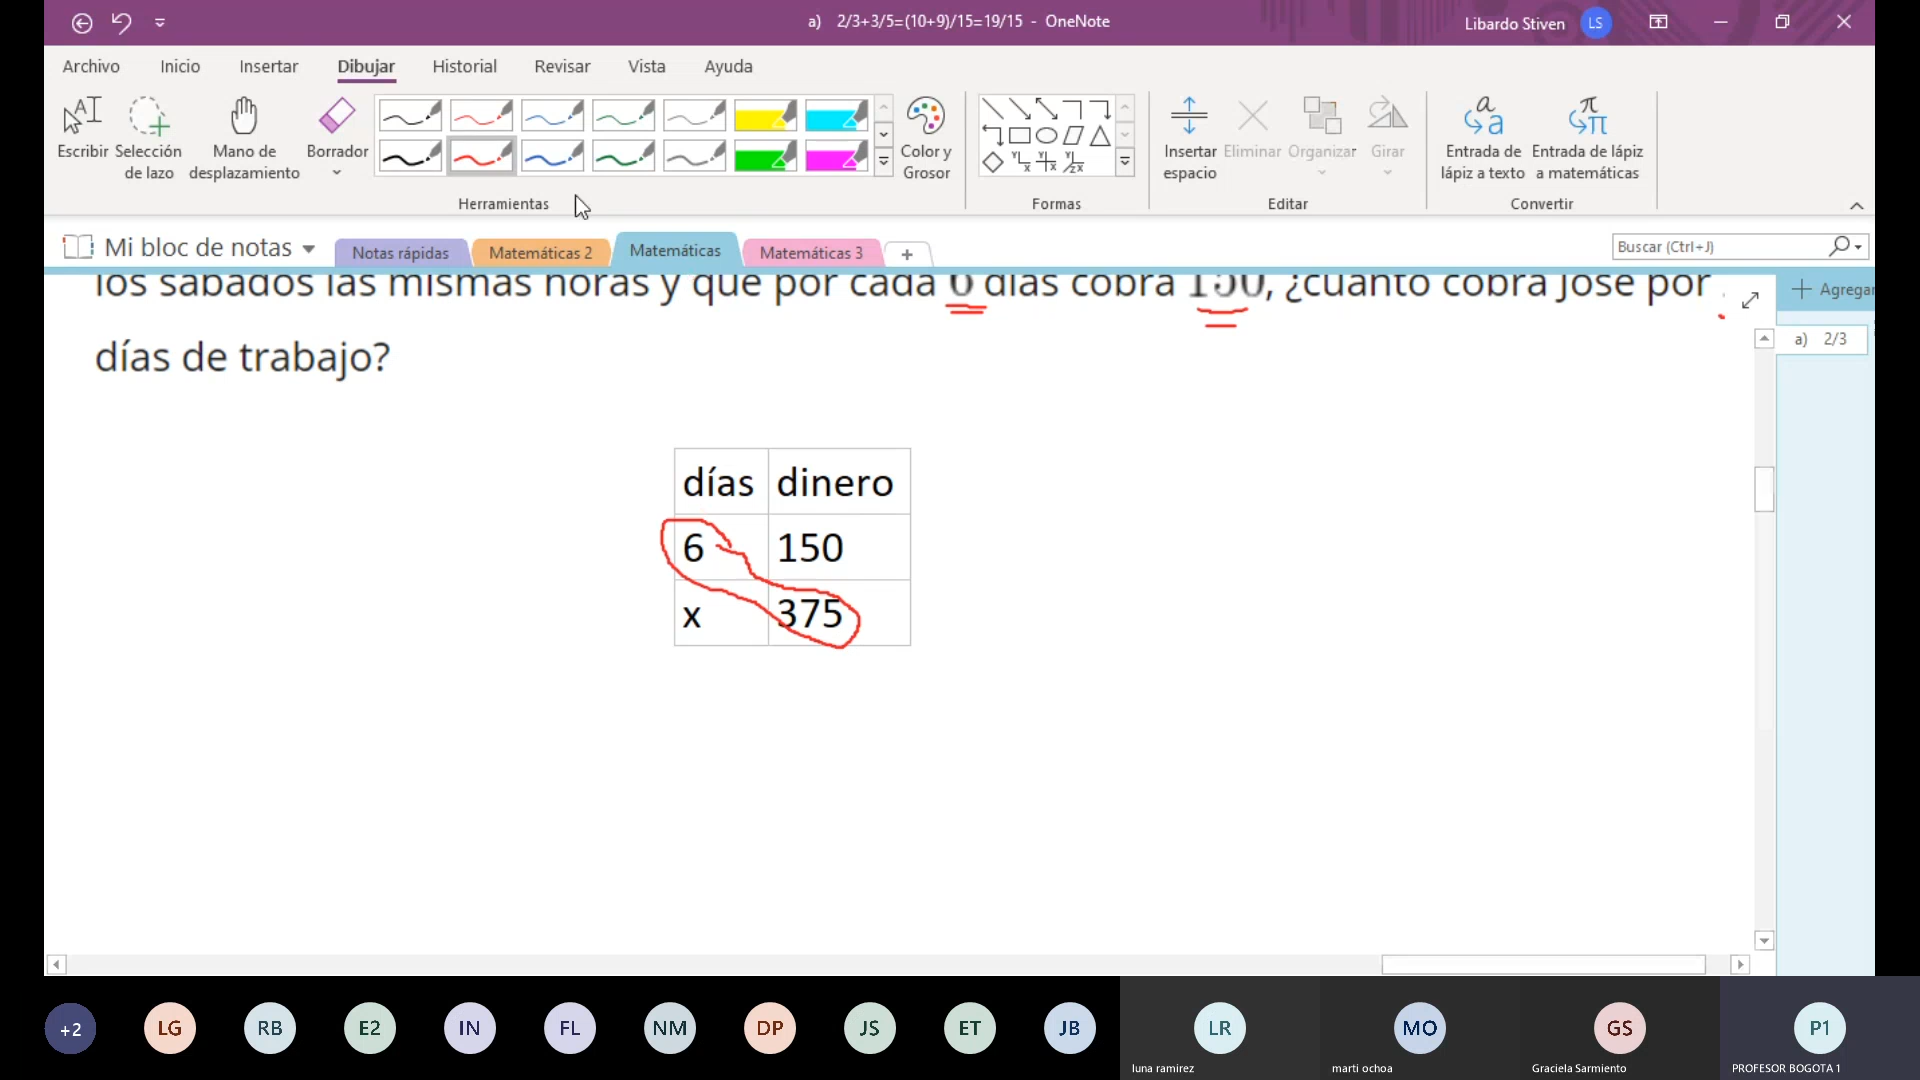 a) 2/3+3/5=(10+9)/15=19/15 - OneNote
Libardo Stiven
LS
Archivo Inicio Insertar Dibujar Historial Revisar Vista Ayuda
Escribir
Selección de lazo
Mano de desplazamiento
Borrador
Color y Grosor
Insertar espacio
Eliminar
Organizar
Girar
Entrada de lápiz a texto
Entrada de lápiz a matemáticas
Herramientas
Formas
Editar
Convertir
Mi bloc de notas
Notas rápidas
Matemáticas 2
Matemáticas
Matemáticas 3
Buscar (Ctrl+J)
los sábados las mismas horas y que por cada 6 días cobra 150, ¿cuánto cobra José por
días de trabajo?
Agregar
a) 2/3
días dinero
6 150
x 375
+2 LG RB E2 IN FL NM DP JS ET JB LR MO GS P1
luna ramirez
marti ochoa
Graciela Sarmiento
PROFESOR BOGOTA 1